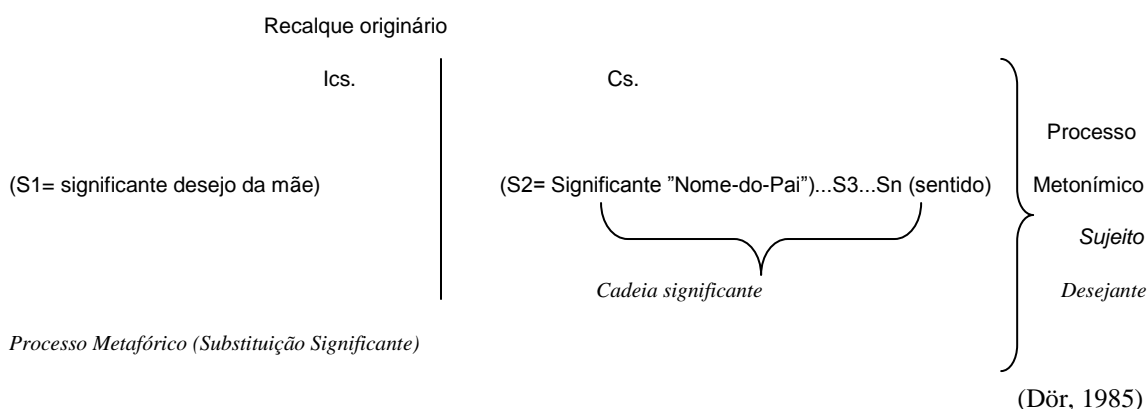 Recalque originário
Ics. Cs.
Processo
(S1= significante desejo da mãe) (S2= Significante ”Nome-do-Pai”)...S3...Sn (sentido) Metonímico
Sujeito
Cadeia significante Desejante
Processo Metafórico (Substituição Significante)
(Dör, 1985)